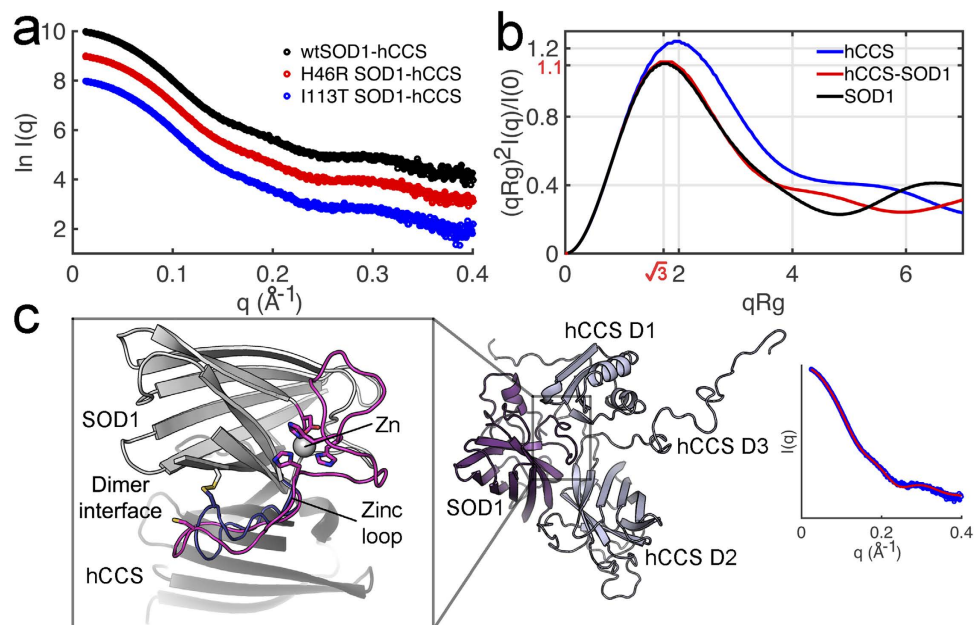 a
10
8
6
4
2
ln I(q)
0
0.1
0.2
0.3
0.4
q (Å⁻¹)
wtSOD1-hCCS
H46R SOD1-hCCS
I113T SOD1-hCCS
b
1.2
1.1
0.8
0.4
0
(qRg)²I(q)/I(0)
0
√3
2
4
6
qRg
hCCS
hCCS-SOD1
SOD1
c
SOD1
Zn
Dimer
interface
Zinc
loop
hCCS
hCCS D1
hCCS D3
SOD1
hCCS D2
I(q)
0
0.2
0.4
q (Å⁻¹)